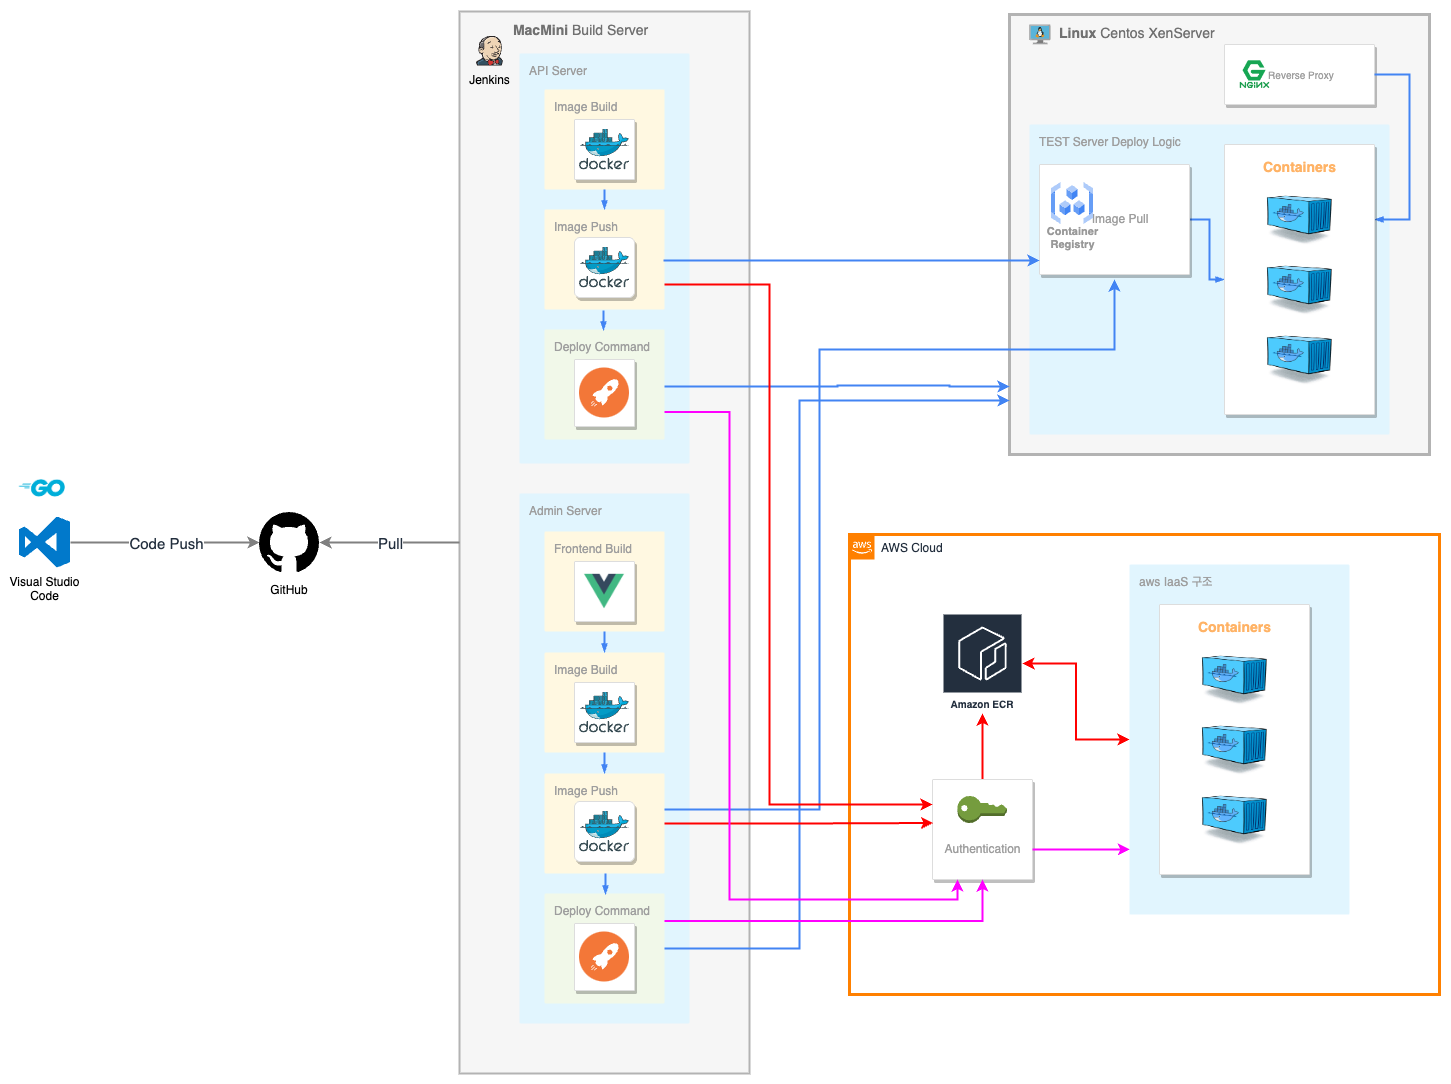 GO
Visual Studio
Code
Code Push
GitHub
Pull
MacMini Build Server
Jenkins
API Server
Image Build
docker
Image Push
docker
Deploy Command
Admin Server
Frontend Build
Image Build
docker
Image Push
docker
Deploy Command
Linux Centos XenServer
NGINX
Reverse Proxy
TEST Server Deploy Logic
Image Pull
Container
Registry
Containers
aws
AWS Cloud
Amazon ECR
Authentication
aws IaaS 구조
Containers